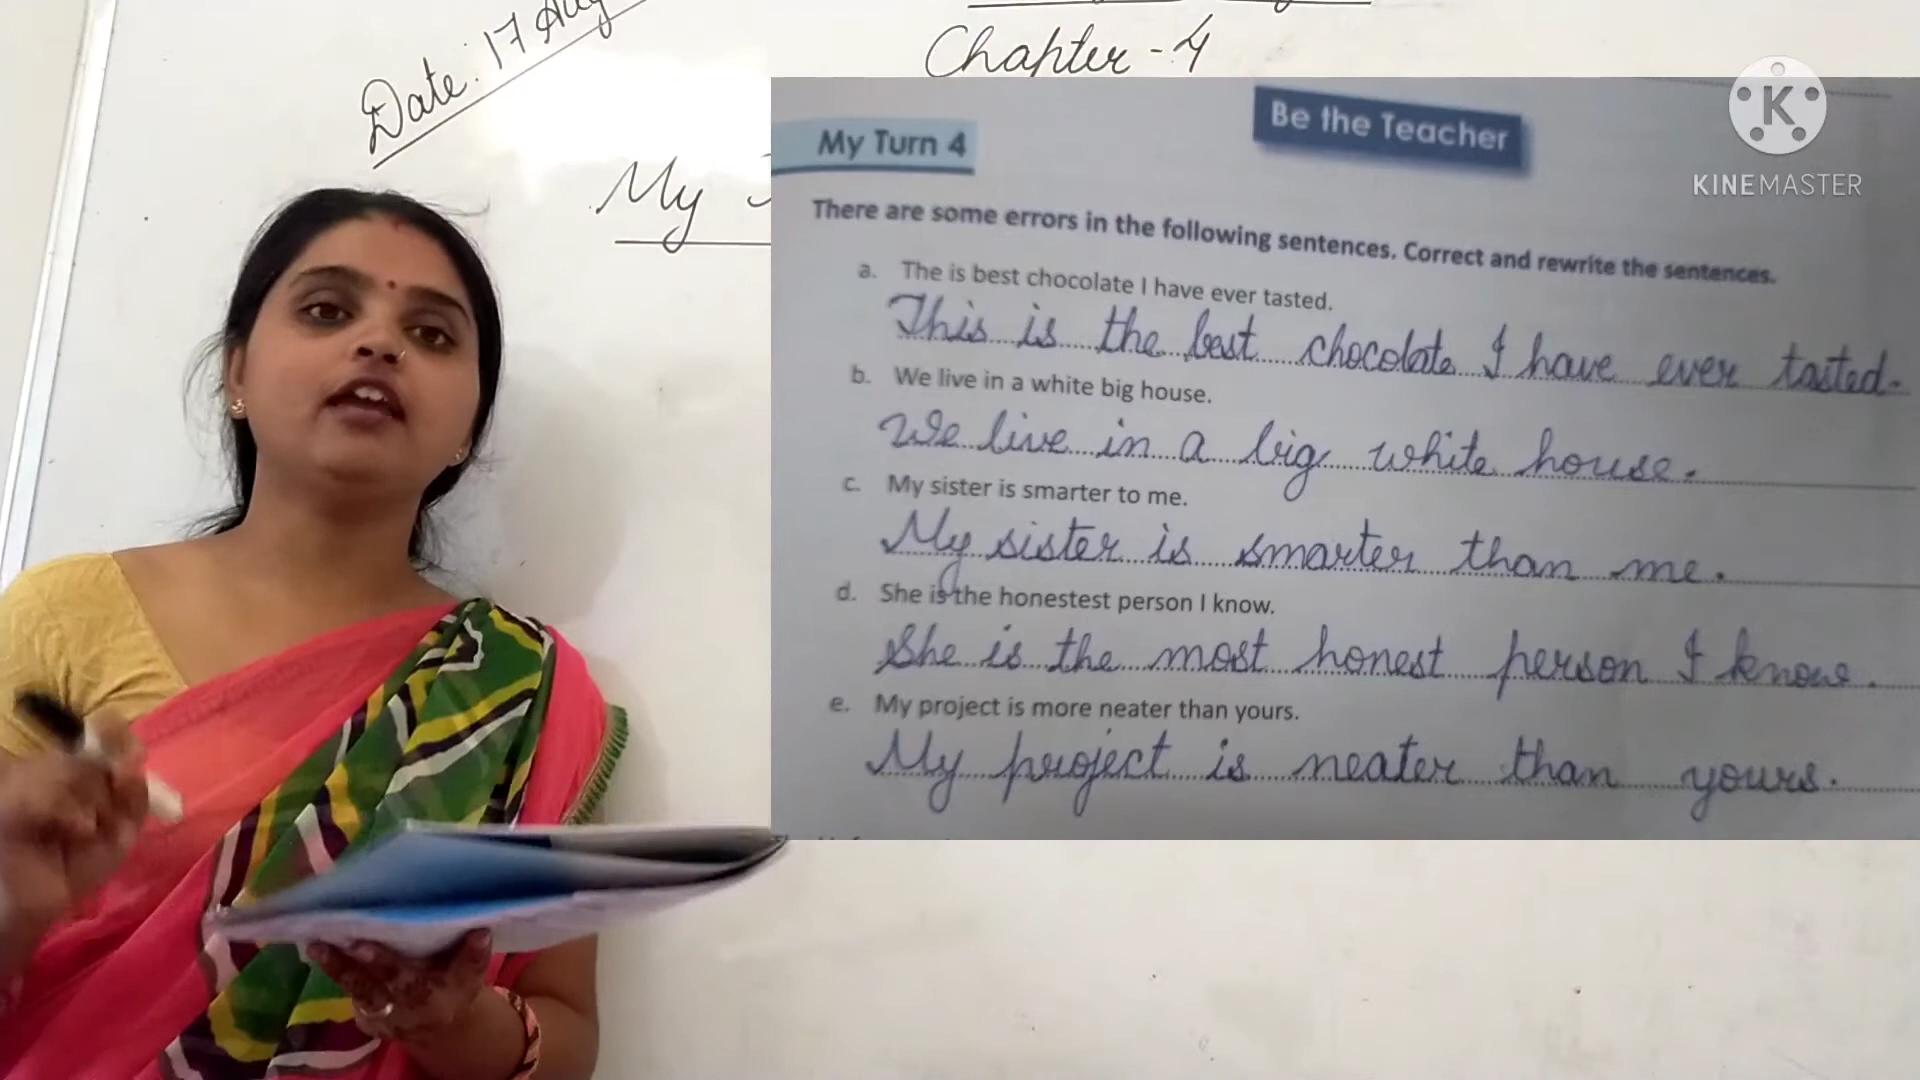 Date: 17 Aug
Chapter - 4
My
KINEMASTER
Be the Teacher
My Turn 4
There are some errors in the following sentences. Correct and rewrite the sentences.
a. The is best chocolate I have ever tasted.
This is the best chocolate I have ever tasted.
b. We live in a white big house.
We live in a big white house.
c. My sister is smarter to me.
My sister is smarter than me.
d. She is the honestest person I know.
She is the most honest person I know.
e. My project is more neater than yours.
My project is neater than yours.